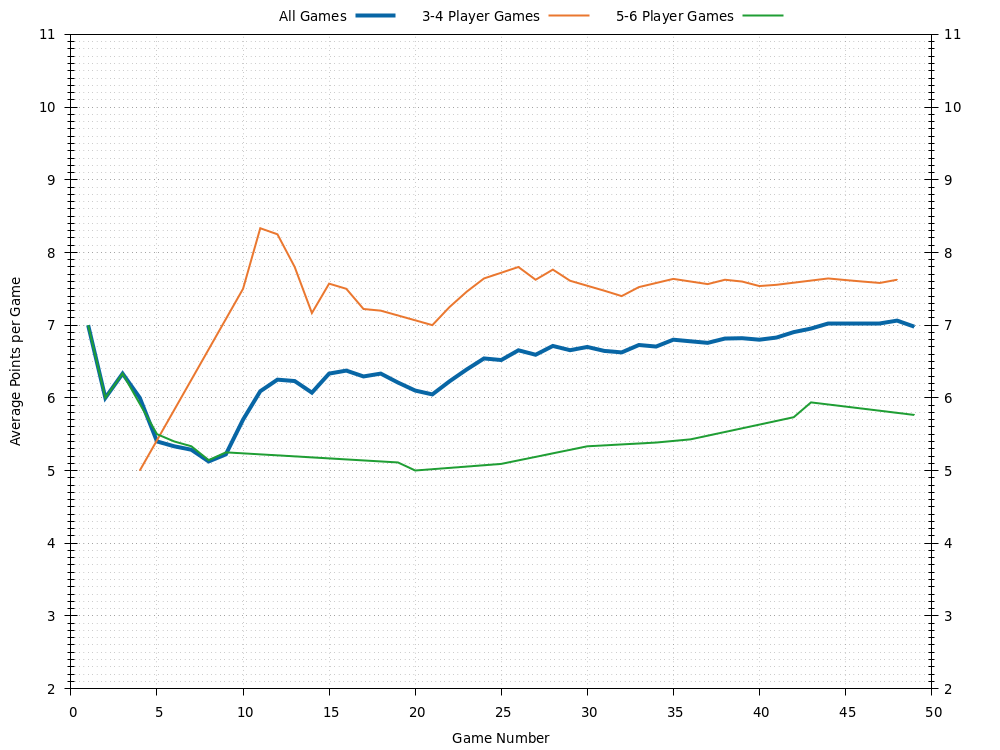 All Games 3-4 Player Games 5-6 Player Games
11 11
10 10
9 9
8 8
7 7
6 6
5 5
4 4
3 3
2 2
Average Points per Game
0 5 10 15 20 25 30 35 40 45 50
Game Number